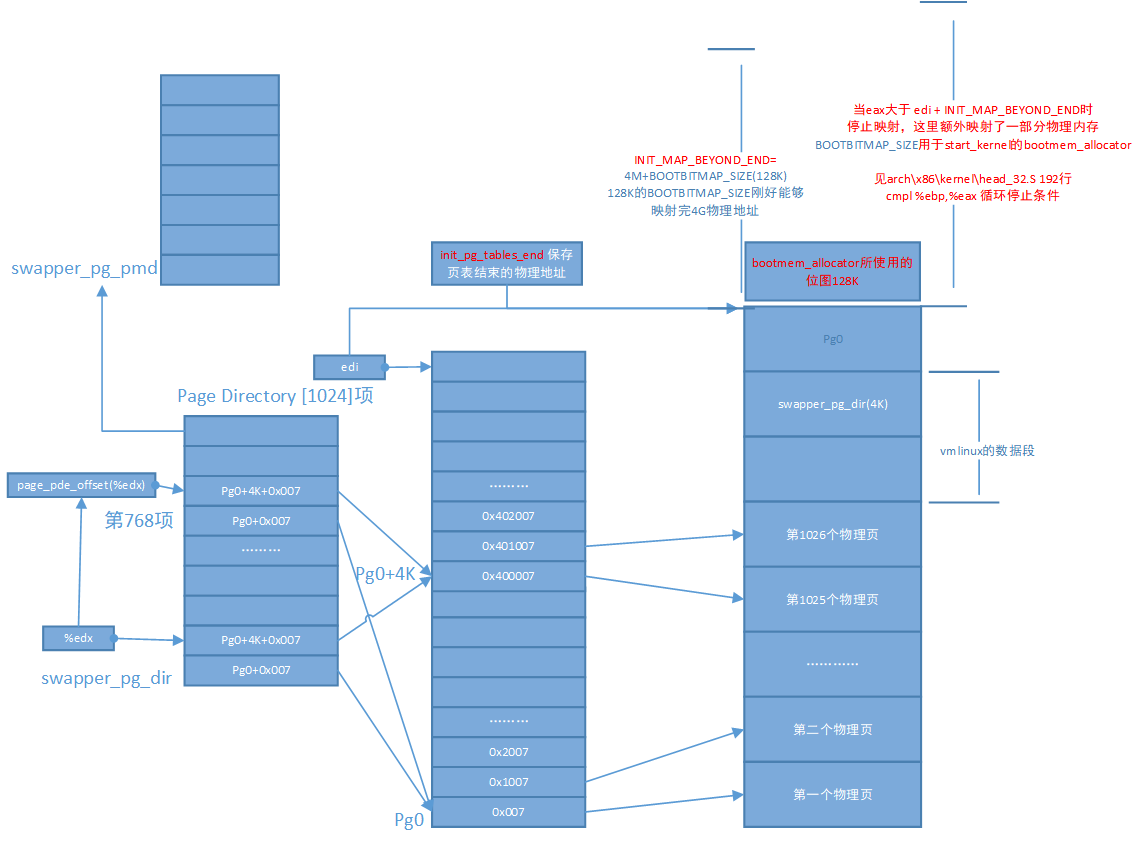 当eax大于 edi + INIT_MAP_BEYOND_END时
停止映射，这里额外映射了一部分物理内存
BOOTBITMAP_SIZE用于start_kernel的bootmem_allocator
见arch\x86\kernel\head_32.S 192行
cmpl %ebp,%eax 循环停止条件
INIT_MAP_BEYOND_END=
4M+BOOTBITMAP_SIZE(128K)
128K的BOOTBITMAP_SIZE刚好能够
映射完4G物理地址
swapper_pg_pmd
init_pg_tables_end 保存
页表结束的物理地址
bootmem_allocator所使用的
位图128K
edi
Page Directory [1024]项
page_pde_offset(%edx)
第768项
Pg0+4K+0x007
Pg0+0x007
………
Pg0+4K+0x007
Pg0+0x007
%edx
swapper_pg_dir
Pg0+4K
Pg0
………
0x402007
0x401007
0x400007
………
0x2007
0x1007
0x007
Pg0
swapper_pg_dir(4K)
vmlinux的数据段
第1026个物理页
第1025个物理页
…………
第二个物理页
第一个物理页